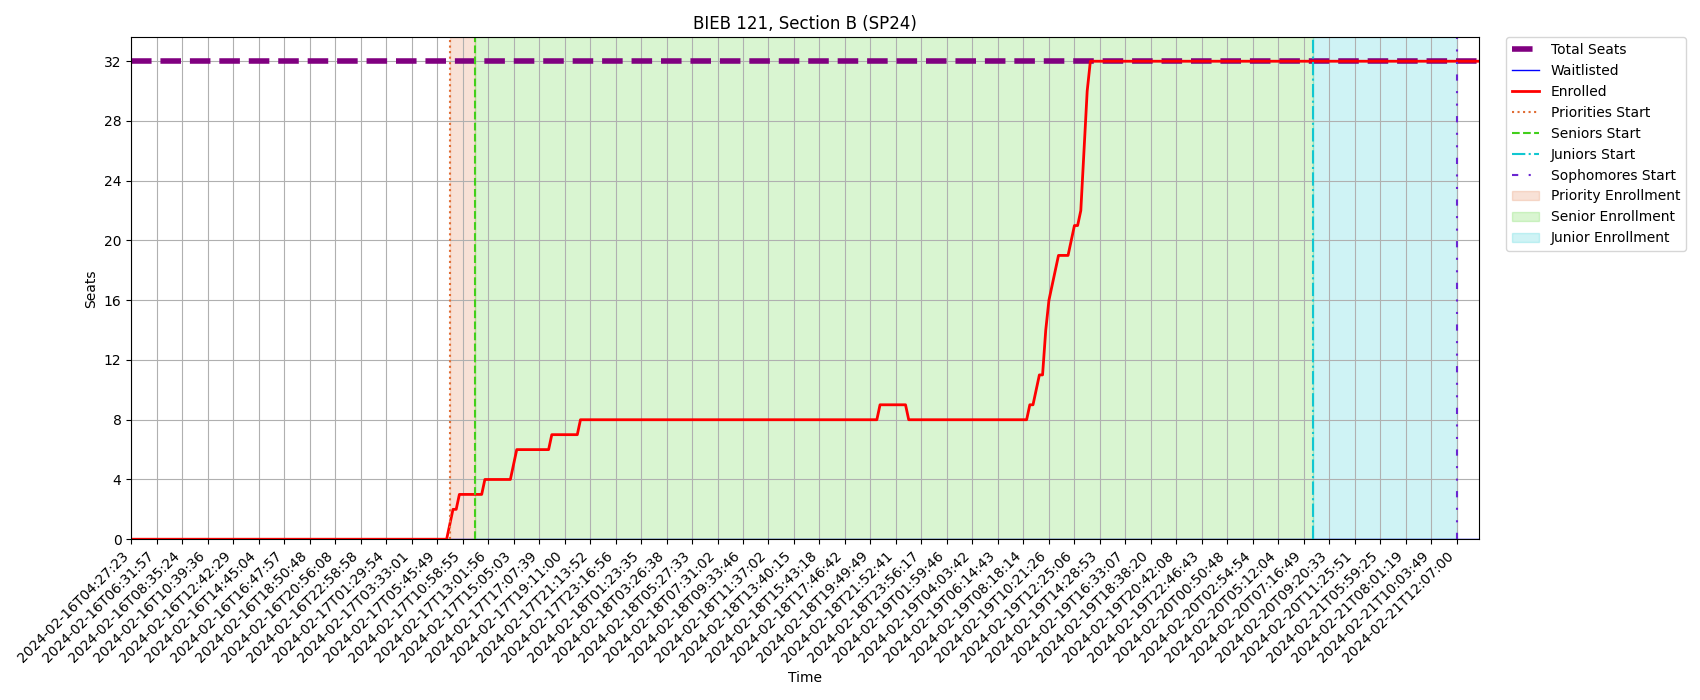 BIEB 121, Section B (SP24)
Total Seats
Waitlisted
Enrolled
Priorities Start
Seniors Start
Juniors Start
Sophomores Start
Priority Enrollment
Senior Enrollment
Junior Enrollment
Seats
32
28
24
20
16
12
8
4
0
2024-02-16T04:27:23
2024-02-16T06:31:57
2024-02-16T08:35:24
2024-02-16T10:39:36
2024-02-16T12:42:29
2024-02-16T14:45:04
2024-02-16T16:47:57
2024-02-16T18:50:48
2024-02-16T20:56:08
2024-02-16T22:58:58
2024-02-17T01:29:54
2024-02-17T03:33:01
2024-02-17T05:45:49
2024-02-17T10:58:55
2024-02-17T13:01:56
2024-02-17T15:05:03
2024-02-17T17:07:39
2024-02-17T19:11:00
2024-02-17T21:13:52
2024-02-17T23:16:56
2024-02-18T01:23:35
2024-02-18T03:26:38
2024-02-18T05:27:33
2024-02-18T07:31:02
2024-02-18T09:33:46
2024-02-18T11:37:02
2024-02-18T13:40:15
2024-02-18T15:43:18
2024-02-18T17:46:42
2024-02-18T19:49:49
2024-02-18T21:52:41
2024-02-18T23:56:17
2024-02-19T01:59:46
2024-02-19T04:03:42
2024-02-19T06:14:43
2024-02-19T08:18:14
2024-02-19T10:21:26
2024-02-19T12:25:06
2024-02-19T14:28:53
2024-02-19T16:33:07
2024-02-19T18:38:20
2024-02-19T20:42:08
2024-02-19T22:46:43
2024-02-20T00:50:48
2024-02-20T02:54:54
2024-02-20T05:12:04
2024-02-20T07:16:49
2024-02-20T09:20:33
2024-02-20T11:25:51
2024-02-21T05:59:25
2024-02-21T08:01:19
2024-02-21T10:03:49
2024-02-21T12:07:00
Time